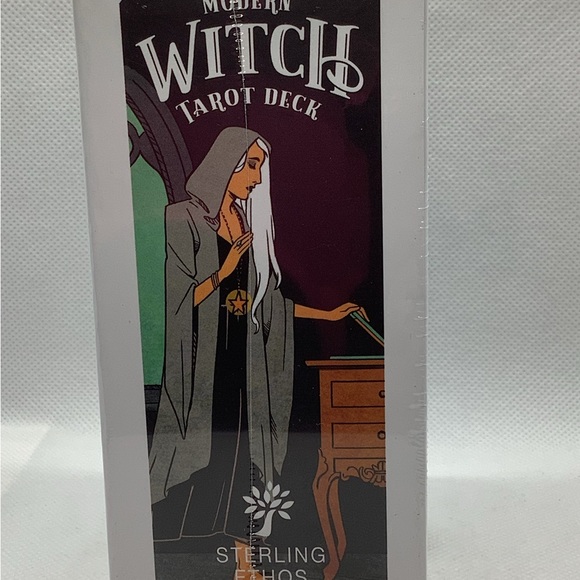 MODERN
WITCH
TAROT DECK
STERLING
ETHOS